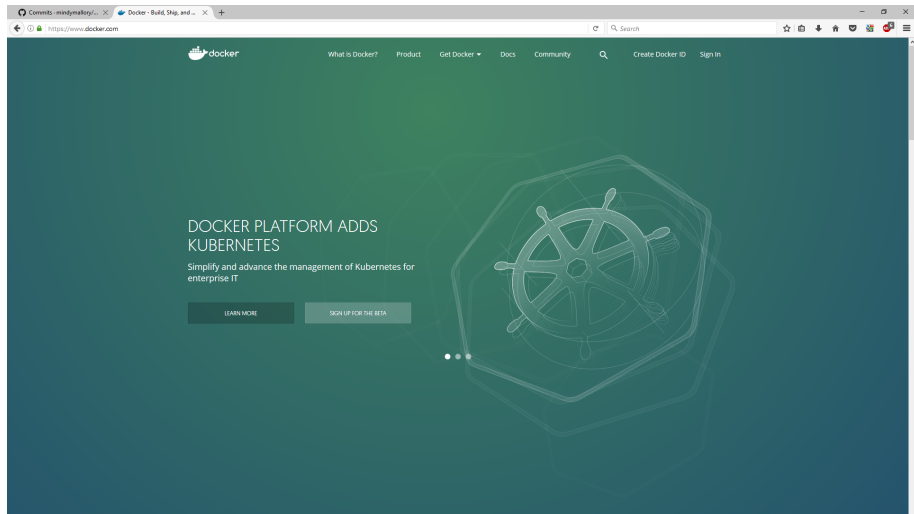 Commits · mindymallory/...
Docker - Build, Ship, and ...
https://www.docker.com
Search
docker
What is Docker?
Product
Get Docker
Docs
Community
Create Docker ID
Sign In
DOCKER PLATFORM ADDS
KUBERNETES
Simplify and advance the management of Kubernetes for
enterprise IT
LEARN MORE
SIGN UP FOR THE BETA